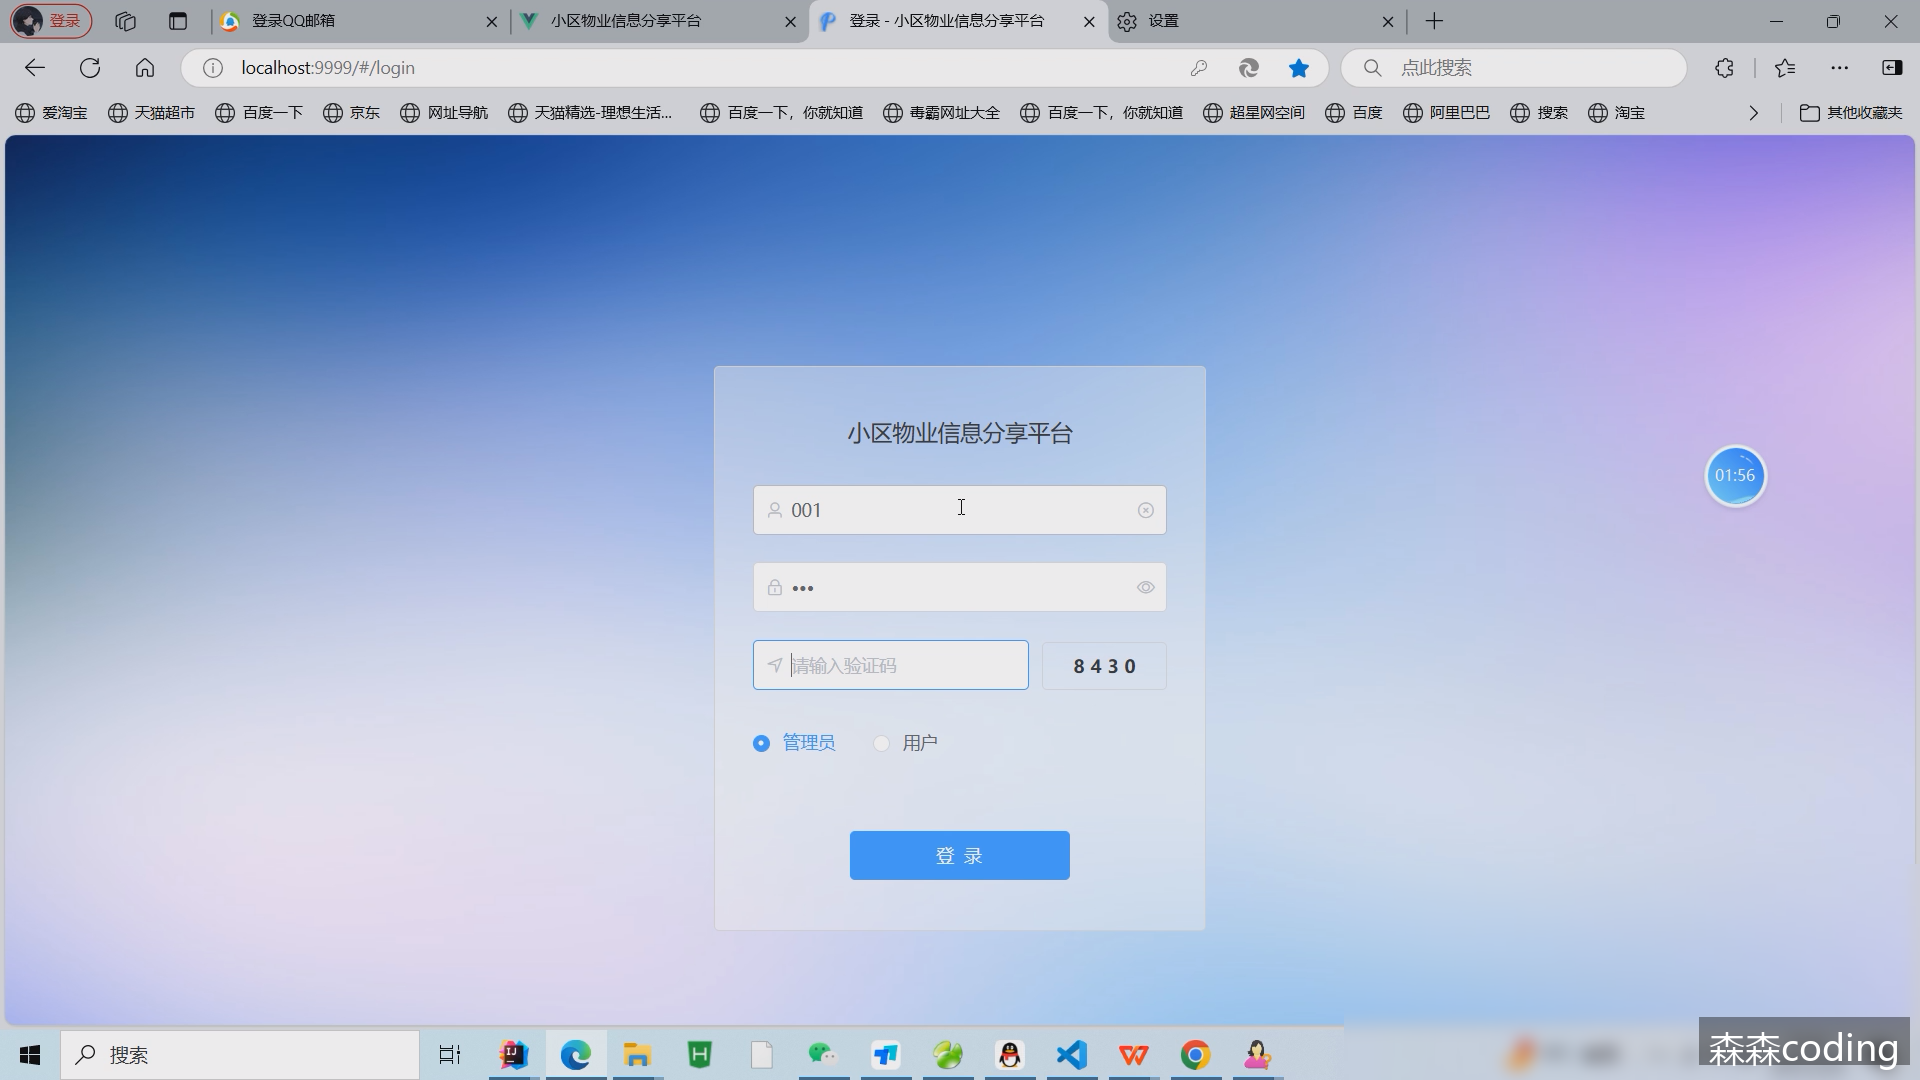 登录
登录QQ邮箱
小区物业信息分享平台
登录 - 小区物业信息分享平台
设置
localhost:9999/#/login
点此搜索
爱淘宝
天猫超市
百度一下
京东
网址导航
天猫精选-理想生活...
百度一下，你就知道
毒霸网址大全
百度一下，你就知道
超星网空间
百度
阿里巴巴
搜索
淘宝
其他收藏夹
小区物业信息分享平台
001
•••
请输入验证码
8430
管理员
用户
登 录
01:56
搜索
森森coding